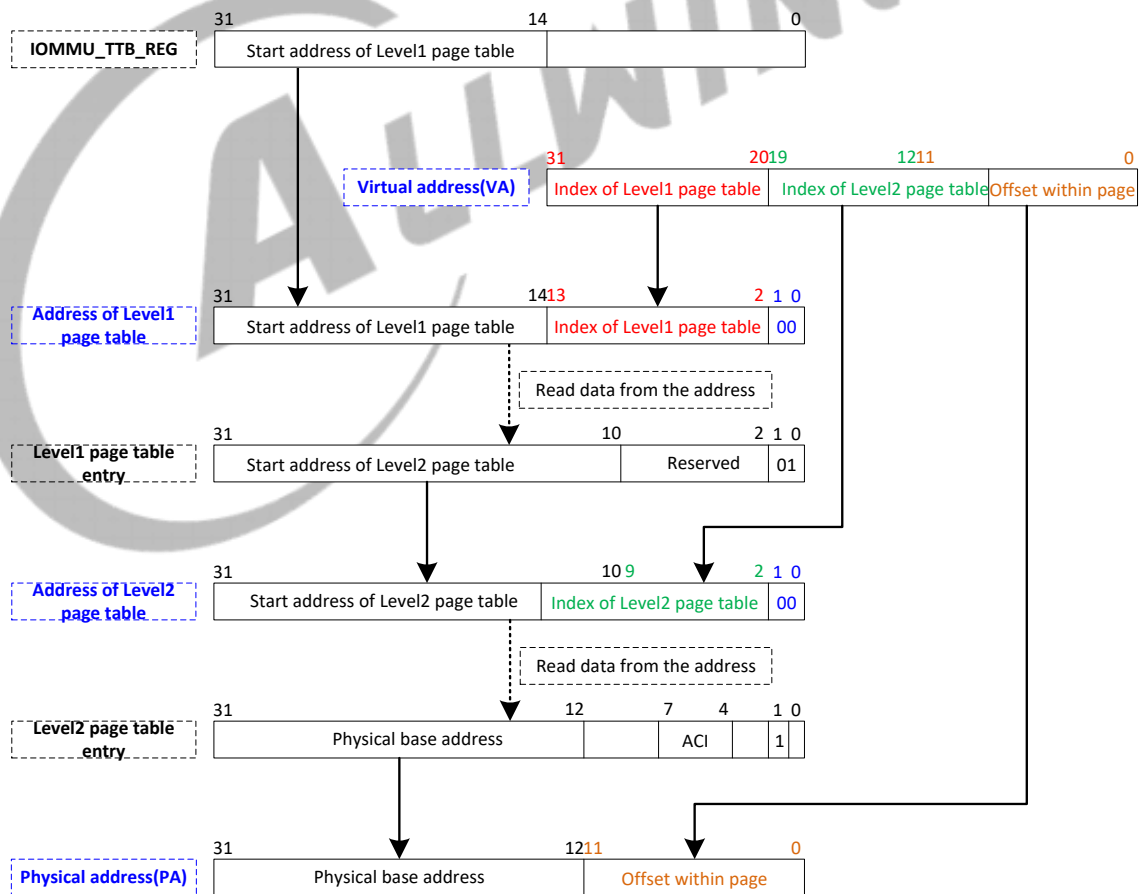 31 14 0
IOMMU_TTB_REG Start address of Level1 page table
31 2019 1211 0
Virtual address(VA) Index of Level1 page table Index of Level2 page table Offset within page
31 1413 2 1 0
Address of Level1
page table
Start address of Level1 page table Index of Level1 page table 00
Read data from the address
31 10 2 1 0
Level1 page table
entry
Start address of Level2 page table Reserved 01
31 10 9 2 1 0
Address of Level2
page table
Start address of Level2 page table Index of Level2 page table 00
Read data from the address
31 12 7 4 1 0
Level2 page table
entry
Physical base address ACI 1
31 1211 0
Physical address(PA) Physical base address Offset within page
ALLWIN